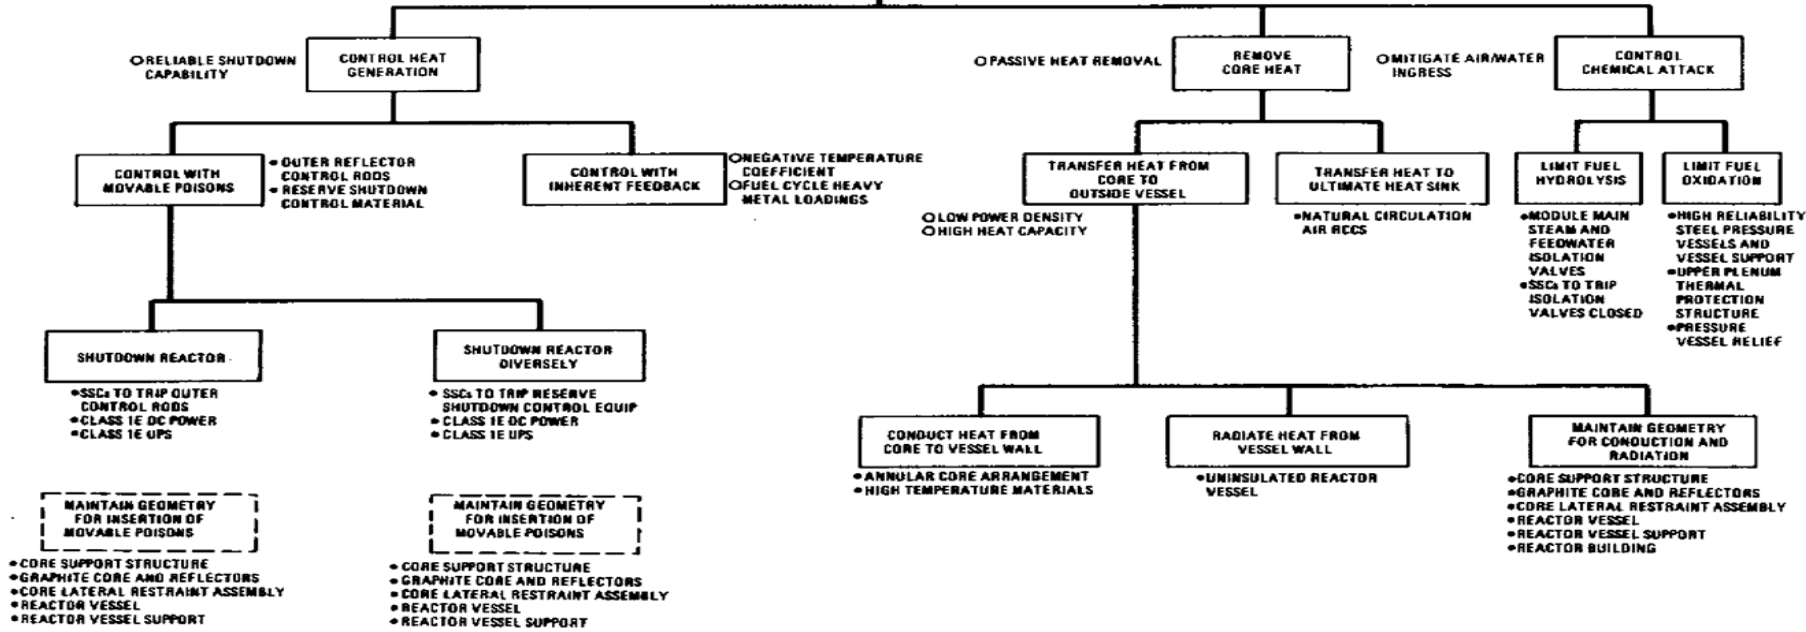 ○RELIABLE SHUTDOWN
CAPABILITY
CONTROL HEAT
GENERATION
○PASSIVE HEAT REMOVAL
REMOVE
CORE HEAT
○MITIGATE AIR/WATER
INGRESS
CONTROL
CHEMICAL ATTACK
CONTROL WITH
MOVABLE POISONS
•OUTER REFLECTOR
CONTROL RODS
•RESERVE SHUTDOWN
CONTROL MATERIAL
CONTROL WITH
INHERENT FEEDBACK
○NEGATIVE TEMPERATURE
COEFFICIENT
○FUEL CYCLE HEAVY
METAL LOADINGS
TRANSFER HEAT FROM
CORE TO
OUTSIDE VESSEL
○LOW POWER DENSITY
○HIGH HEAT CAPACITY
TRANSFER HEAT TO
ULTIMATE HEAT SINK
•NATURAL CIRCULATION
AIR RCCS
LIMIT FUEL
HYDROLYSIS
•MODULE MAIN
STEAM AND
FEEDWATER
ISOLATION
VALVES
•SSCs TO TRIP
ISOLATION
VALVES CLOSED
LIMIT FUEL
OXIDATION
•HIGH RELIABILITY
STEEL PRESSURE
VESSELS AND
VESSEL SUPPORT
•UPPER PLENUM
THERMAL
PROTECTION
STRUCTURE
•PRESSURE
VESSEL RELIEF
SHUTDOWN REACTOR
•SSCs TO TRIP OUTER
CONTROL RODS
•CLASS 1E DC POWER
•CLASS 1E UPS
SHUTDOWN REACTOR
DIVERSELY
•SSCs TO TRIP RESERVE
SHUTDOWN CONTROL EQUIP
•CLASS 1E DC POWER
•CLASS 1E UPS
CONDUCT HEAT FROM
CORE TO VESSEL WALL
•ANNULAR CORE ARRANGEMENT
•HIGH TEMPERATURE MATERIALS
RADIATE HEAT FROM
VESSEL WALL
•UNINSULATED REACTOR
VESSEL
MAINTAIN GEOMETRY
FOR CONDUCTION AND
RADIATION
•CORE SUPPORT STRUCTURE
•GRAPHITE CORE AND REFLECTORS
•CORE LATERAL RESTRAINT ASSEMBLY
•REACTOR VESSEL
•REACTOR VESSEL SUPPORT
•REACTOR BUILDING
MAINTAIN GEOMETRY
FOR INSERTION OF
MOVABLE POISONS
•CORE SUPPORT STRUCTURE
•GRAPHITE CORE AND REFLECTORS
•CORE LATERAL RESTRAINT ASSEMBLY
•REACTOR VESSEL
•REACTOR VESSEL SUPPORT
MAINTAIN GEOMETRY
FOR INSERTION OF
MOVABLE POISONS
•CORE SUPPORT STRUCTURE
•GRAPHITE CORE AND REFLECTORS
•CORE LATERAL RESTRAINT ASSEMBLY
•REACTOR VESSEL
•REACTOR VESSEL SUPPORT